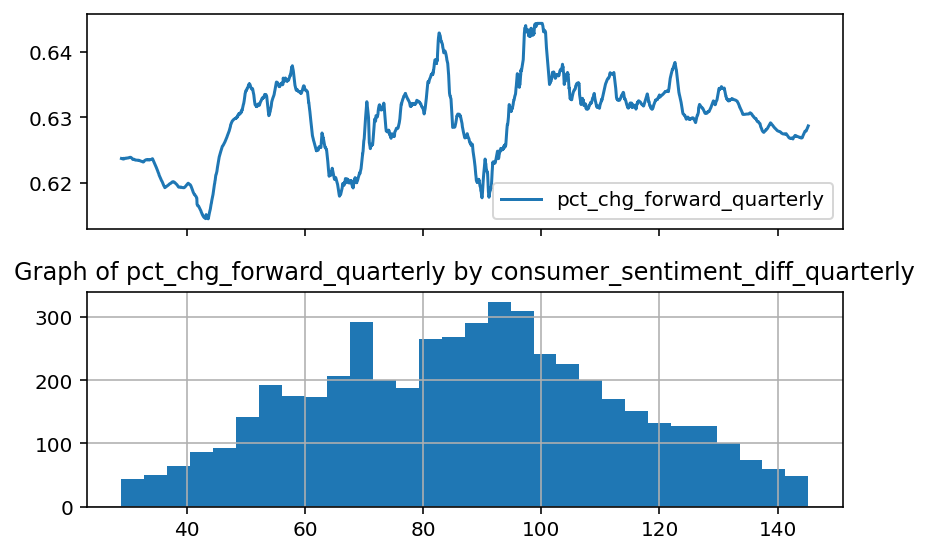 0.64
0.63
0.62
pct_chg_forward_quarterly
Graph of pct_chg_forward_quarterly by consumer_sentiment_diff_quarterly
300
200
100
0
40 60 80 100 120 140